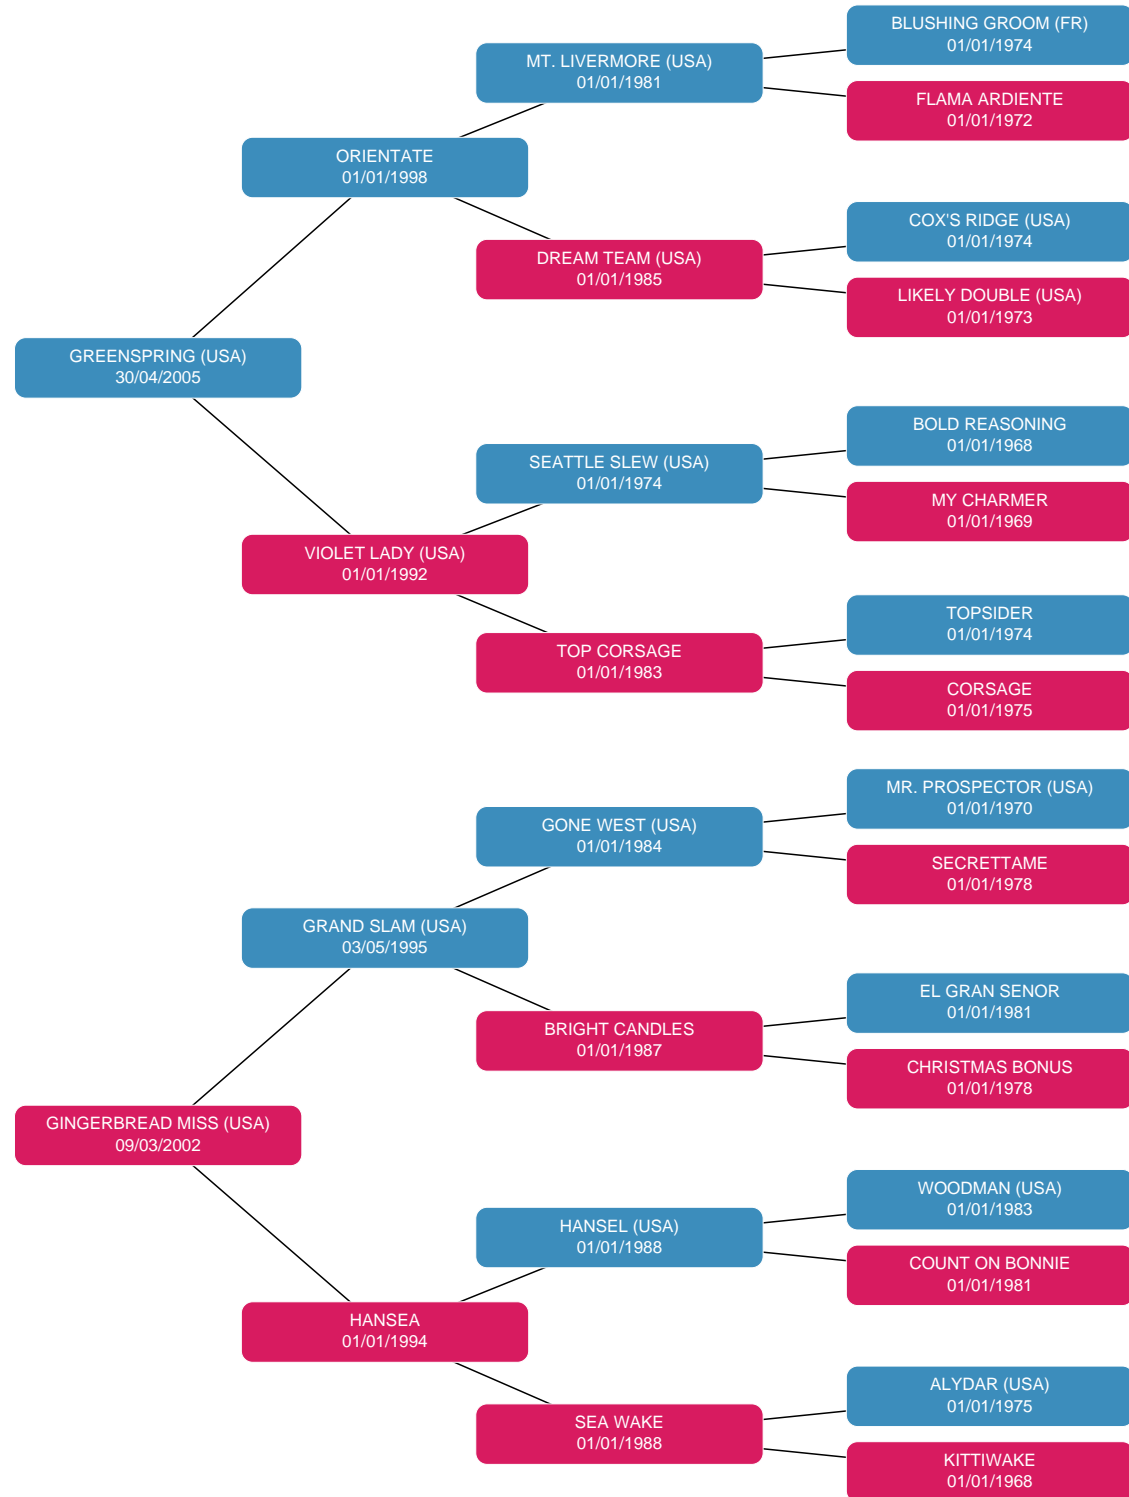 BLUSHING GROOM (FR)
01/01/1974
MT. LIVERMORE (USA)
01/01/1981
FLAMA ARDIENTE
01/01/1972
ORIENTATE
01/01/1998
COX'S RIDGE (USA)
01/01/1974
DREAM TEAM (USA)
01/01/1985
LIKELY DOUBLE (USA)
01/01/1973
GREENSPRING (USA)
30/04/2005
BOLD REASONING
01/01/1968
SEATTLE SLEW (USA)
01/01/1974
MY CHARMER
01/01/1969
VIOLET LADY (USA)
01/01/1992
TOPSIDER
01/01/1974
TOP CORSAGE
01/01/1983
CORSAGE
01/01/1975
MR. PROSPECTOR (USA)
01/01/1970
GONE WEST (USA)
01/01/1984
SECRETTAME
01/01/1978
GRAND SLAM (USA)
03/05/1995
EL GRAN SENOR
01/01/1981
BRIGHT CANDLES
01/01/1987
CHRISTMAS BONUS
01/01/1978
GINGERBREAD MISS (USA)
09/03/2002
WOODMAN (USA)
01/01/1983
HANSEL (USA)
01/01/1988
COUNT ON BONNIE
01/01/1981
HANSEA
01/01/1994
ALYDAR (USA)
01/01/1975
SEA WAKE
01/01/1988
KITTIWAKE
01/01/1968